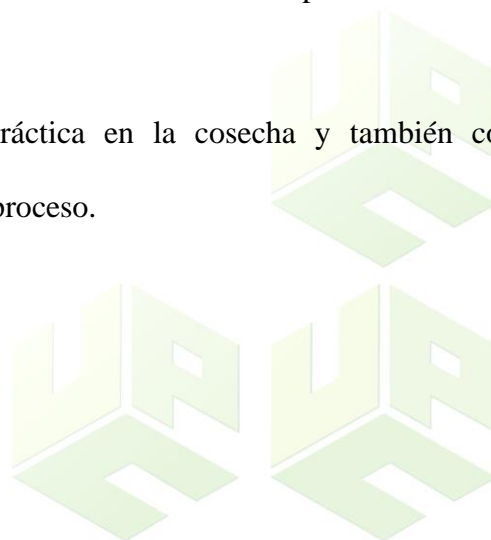 ráctica en la cosecha y también co
proceso.